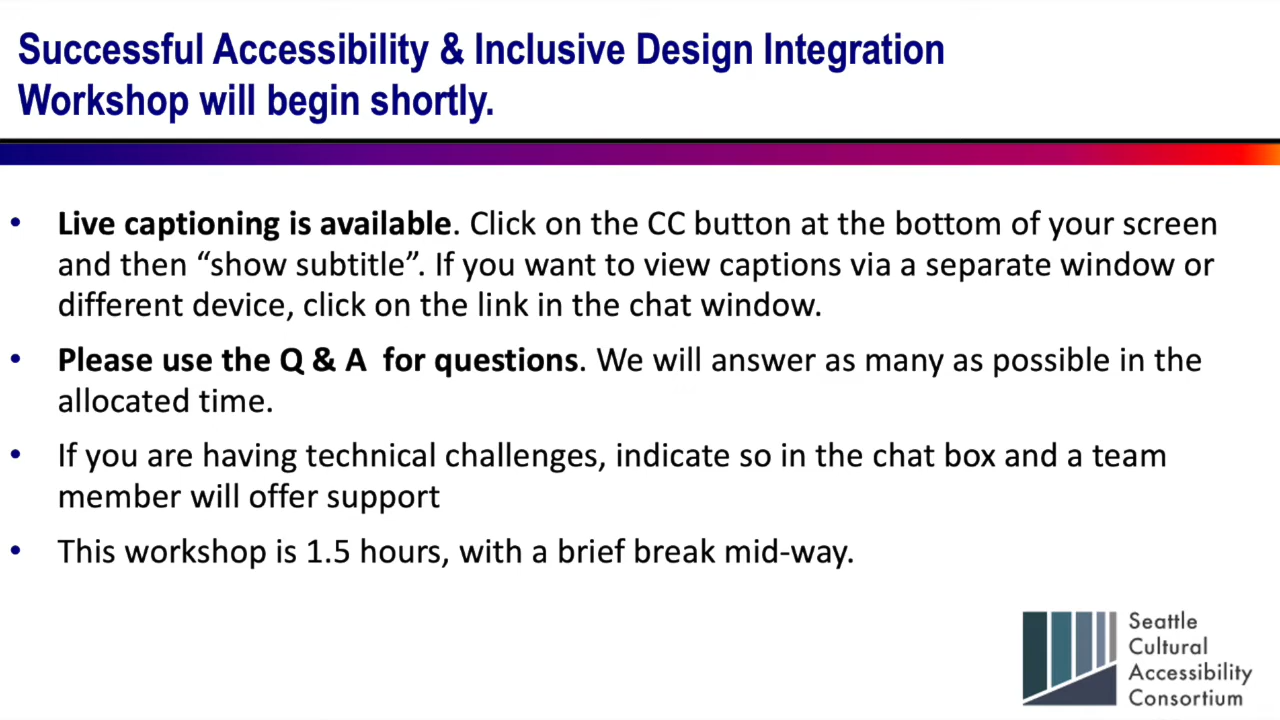 Successful Accessibility & Inclusive Design Integration
Workshop will begin shortly.
• Live captioning is available. Click on the CC button at the bottom of your screen
and then “show subtitle”. If you want to view captions via a separate window or
different device, click on the link in the chat window.
• Please use the Q & A  for questions. We will answer as many as possible in the
allocated time.
• If you are having technical challenges, indicate so in the chat box and a team
member will offer support
• This workshop is 1.5 hours, with a brief break mid-way.
Seattle
Cultural
Accessibility
Consortium